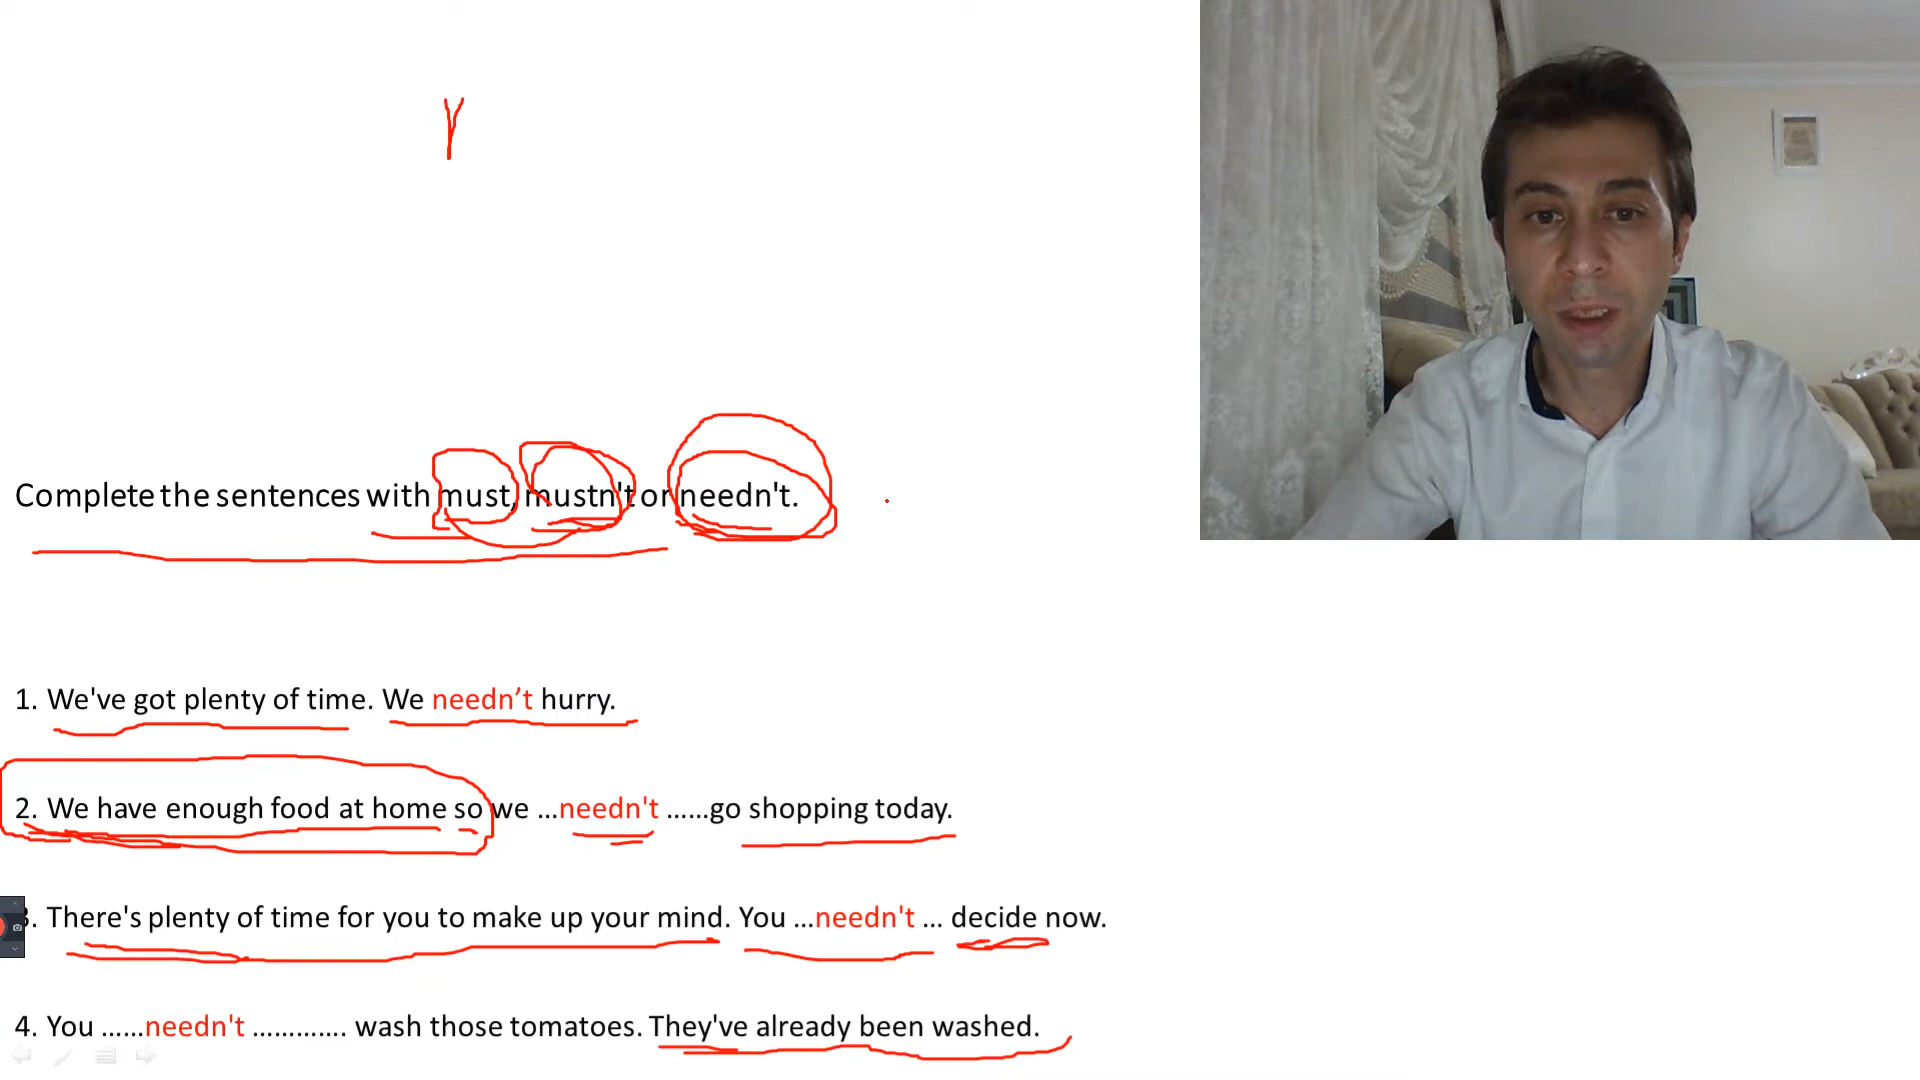 Complete the sentences with must, mustn't or needn't.
1. We've got plenty of time. We needn’t hurry.
2. We have enough food at home so we ...needn't ......go shopping today.
3. There's plenty of time for you to make up your mind. You ...needn't ... decide now.
4. You ......needn't ............. wash those tomatoes. They've already been washed.